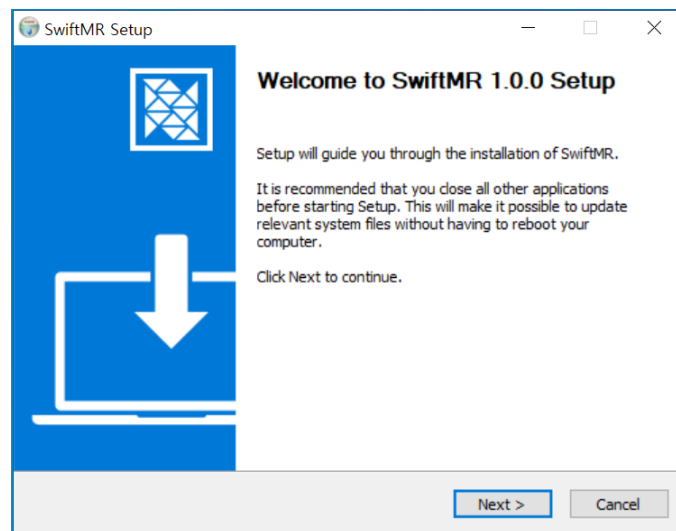 SwiftMR Setup
Welcome to SwiftMR 1.0.0 Setup
Setup will guide you through the installation of SwiftMR.
It is recommended that you close all other applications
before starting Setup. This will make it possible to update
relevant system files without having to reboot your
computer.
Click Next to continue.
Next >
Cancel